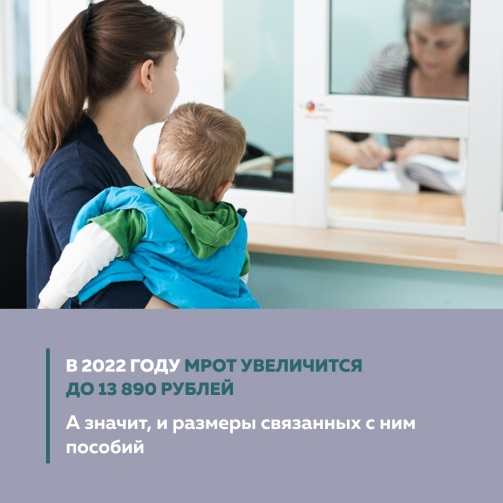 В 2022 ГОДУ МРОТ УВЕЛИЧИТСЯ
ДО 13 890 РУБЛЕЙ
А значит, и размеры связанных с ним
пособий